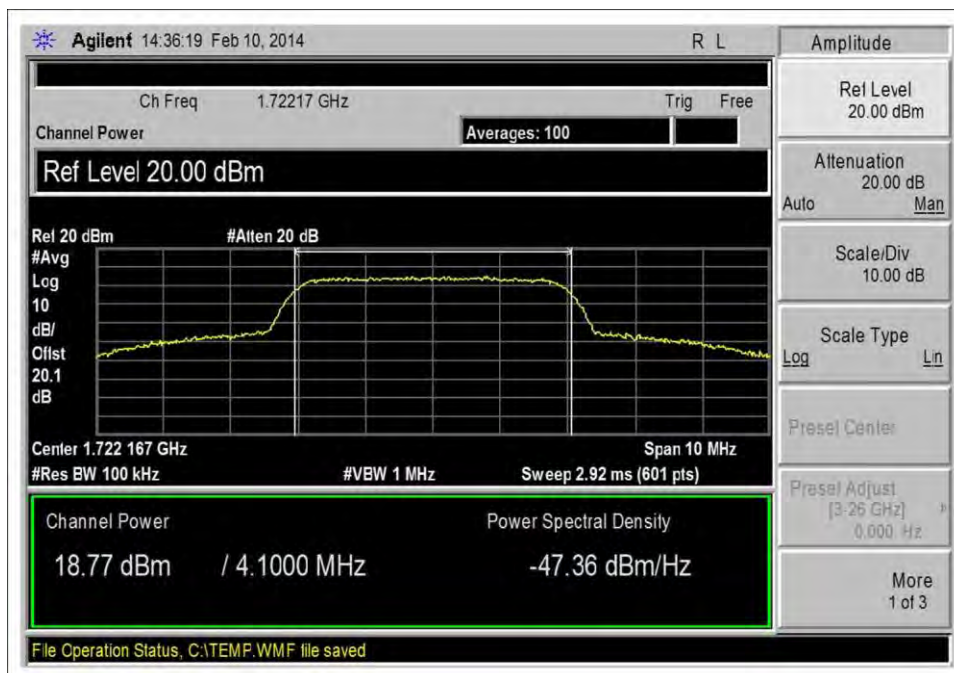 Agilent 14:36:19 Feb 10, 2014 R L
Ch Freq 1.72217 GHz Trig Free
Channel Power Averages: 100
Ref Level 20.00 dBm
Ref 20 dBm #Atten 20 dB
#Avg
Log
10
dB/
Offst
20.1
dB
Center 1.722 167 GHz Span 10 MHz
#Res BW 100 kHz #VBW 1 MHz Sweep 2.92 ms (601 pts)
Channel Power Power Spectral Density
18.77 dBm / 4.1000 MHz -47.36 dBm/Hz
File Operation Status, C:\TEMP.WMF file saved
Amplitude
Ref Level
20.00 dBm
Attenuation
20.00 dB
Auto Man
Scale/Div
10.00 dB
Scale Type
Log Lin
Presel Center
Presel Adjust
[3-26 GHz]
0.000 Hz
More
1 of 3